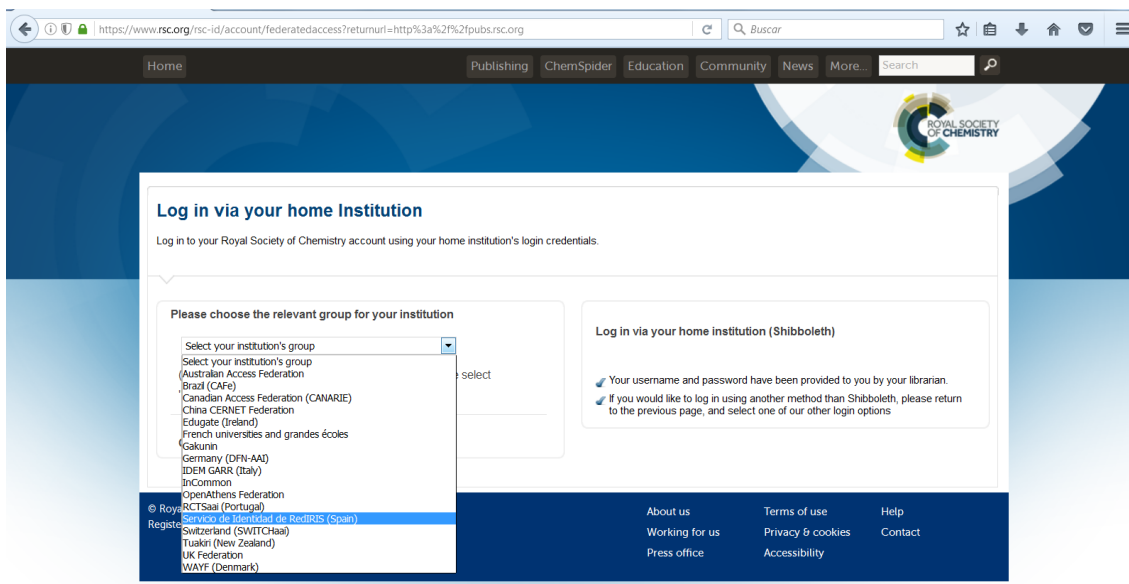 https://www.rsc.org/rsc-id/account/federatedaccess?returnurl=http%3a%2f%2fpubs.rsc.org
Buscar
Home
Publishing
ChemSpider
Education
Community
News
More...
Search
ROYAL SOCIETY
OF CHEMISTRY
Log in via your home Institution
Log in to your Royal Society of Chemistry account using your home institution's login credentials.
Please choose the relevant group for your institution
Select your institution's group
Select your institution's group
Australian Access Federation
select
Brazil (CAFe)
Canadian Access Federation (CANARIE)
China CERNET Federation
Edugate (Ireland)
French universities and grandes écoles
Gakunin
Germany (DFN-AAI)
IDEM GARR (Italy)
InCommon
OpenAthens Federation
RCTSaai (Portugal)
Servicio de Identidad de RedIRIS (Spain)
Switzerland (SWITCHaai)
Tuakiri (New Zealand)
UK Federation
WAYF (Denmark)
Log in via your home institution (Shibboleth)
Your username and password have been provided to you by your librarian.
If you would like to log in using another method than Shibboleth, please return
to the previous page, and select one of our other login options
© Roya
Registe
About us
Terms of use
Help
Working for us
Privacy & cookies
Contact
Press office
Accessibility